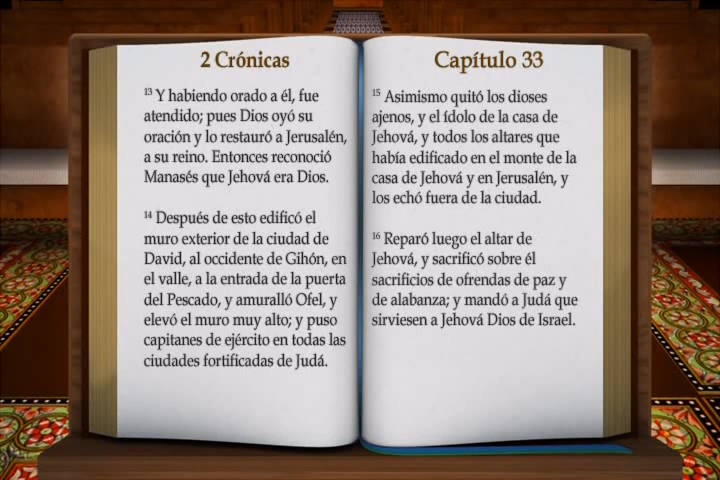 2 Crónicas
¹³ Y habiendo orado a él, fue
atendido; pues Dios oyó su
oración y lo restauró a Jerusalén,
a su reino. Entonces reconoció
Manasés que Jehová era Dios.
¹⁴ Después de esto edificó el
muro exterior de la ciudad de
David, al occidente de Gihón, en
el valle, a la entrada de la puerta
del Pescado, y amuralló Ofel, y
elevó el muro muy alto; y puso
capitanes de ejército en todas las
ciudades fortificadas de Judá.
Capítulo 33
¹⁵ Asimismo quitó los dioses
ajenos, y el ídolo de la casa de
Jehová, y todos los altares que
había edificado en el monte de la
casa de Jehová y en Jerusalén, y
los echó fuera de la ciudad.
¹⁶ Reparó luego el altar de
Jehová, y sacrificó sobre él
sacrificios de ofrendas de paz y
de alabanza; y mandó a Judá que
sirviesen a Jehová Dios de Israel.